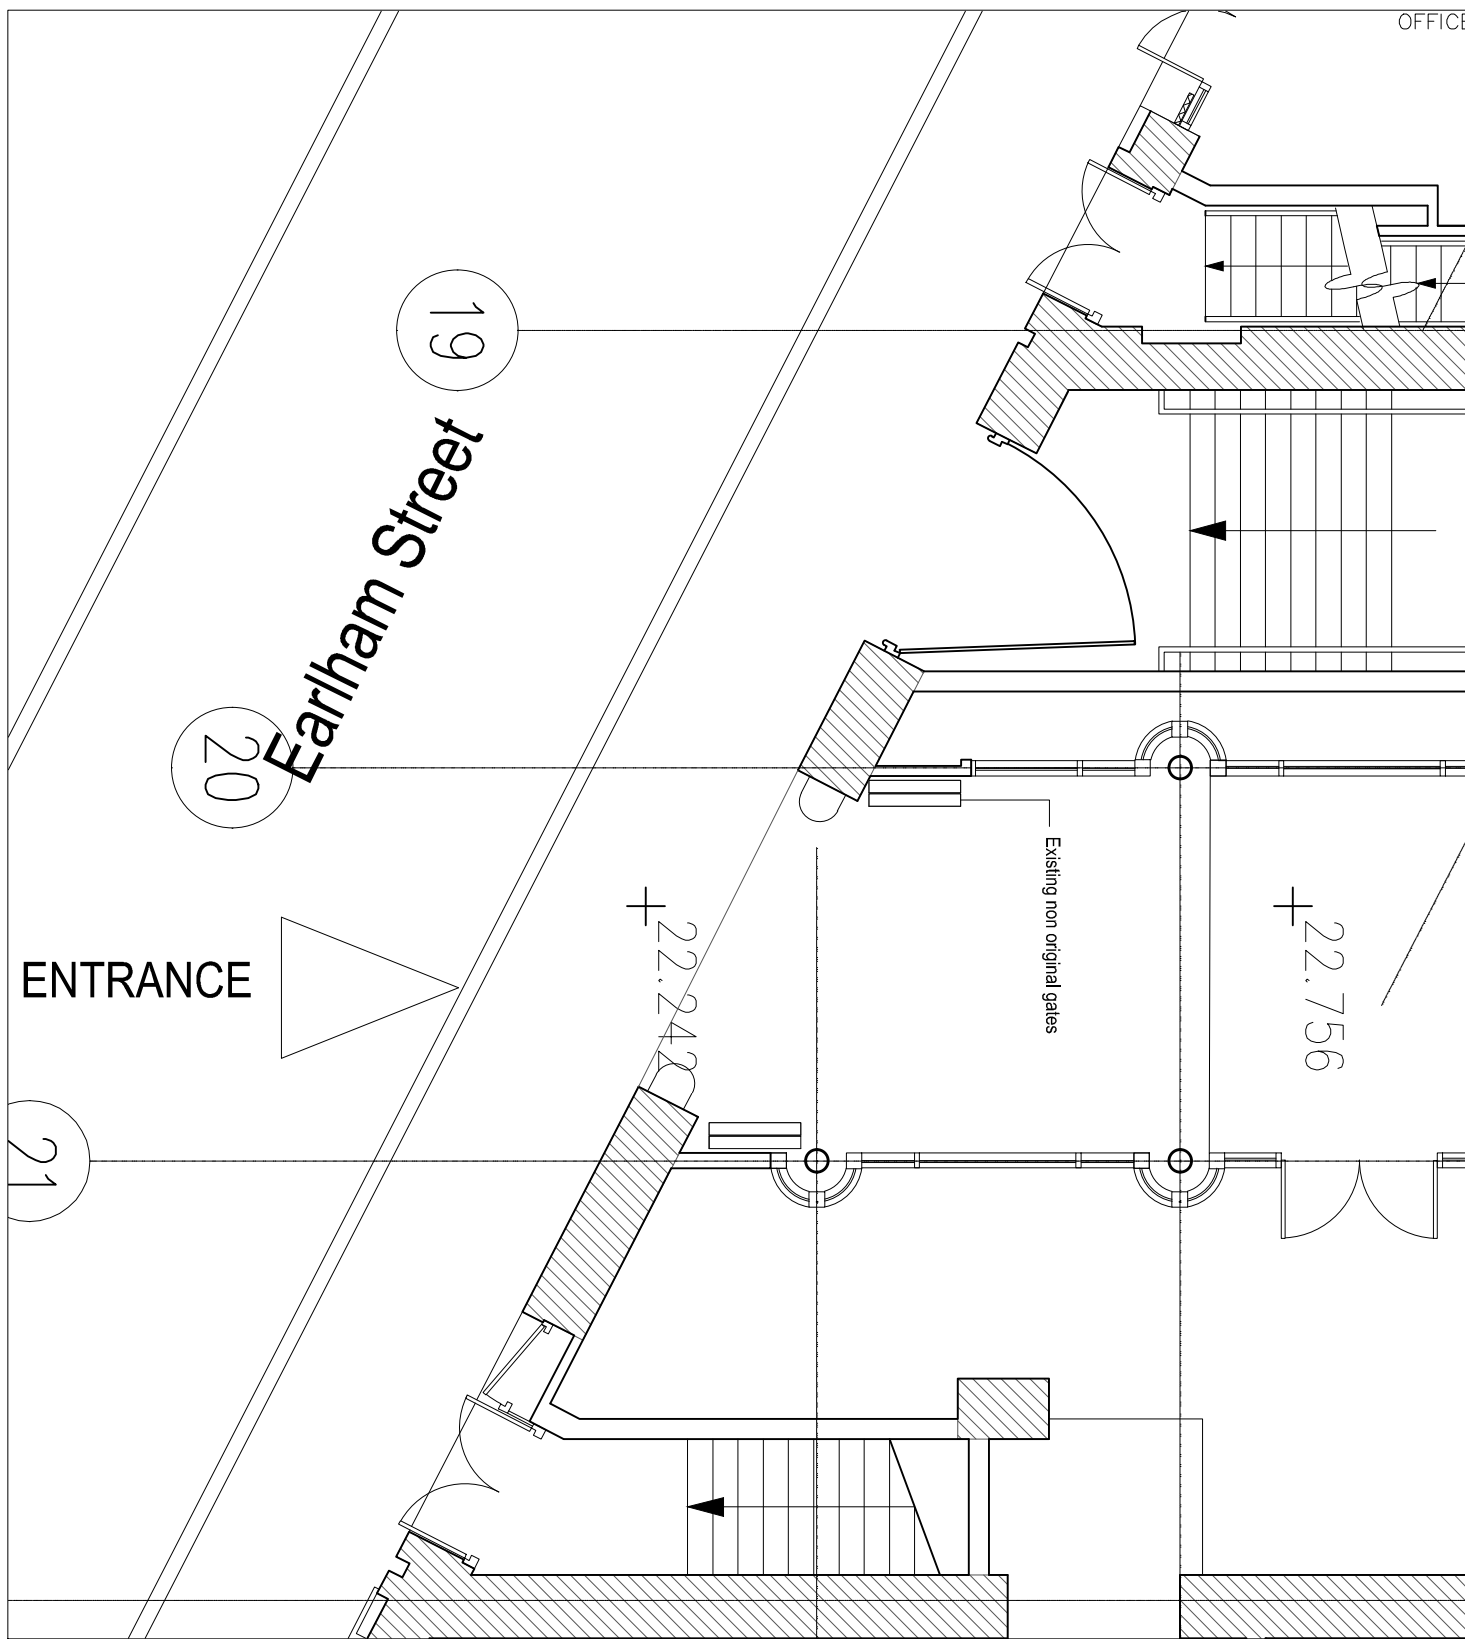 OFFICE
19
Earlham Street
20
Existing non original gates
22.242
22.756
ENTRANCE
21